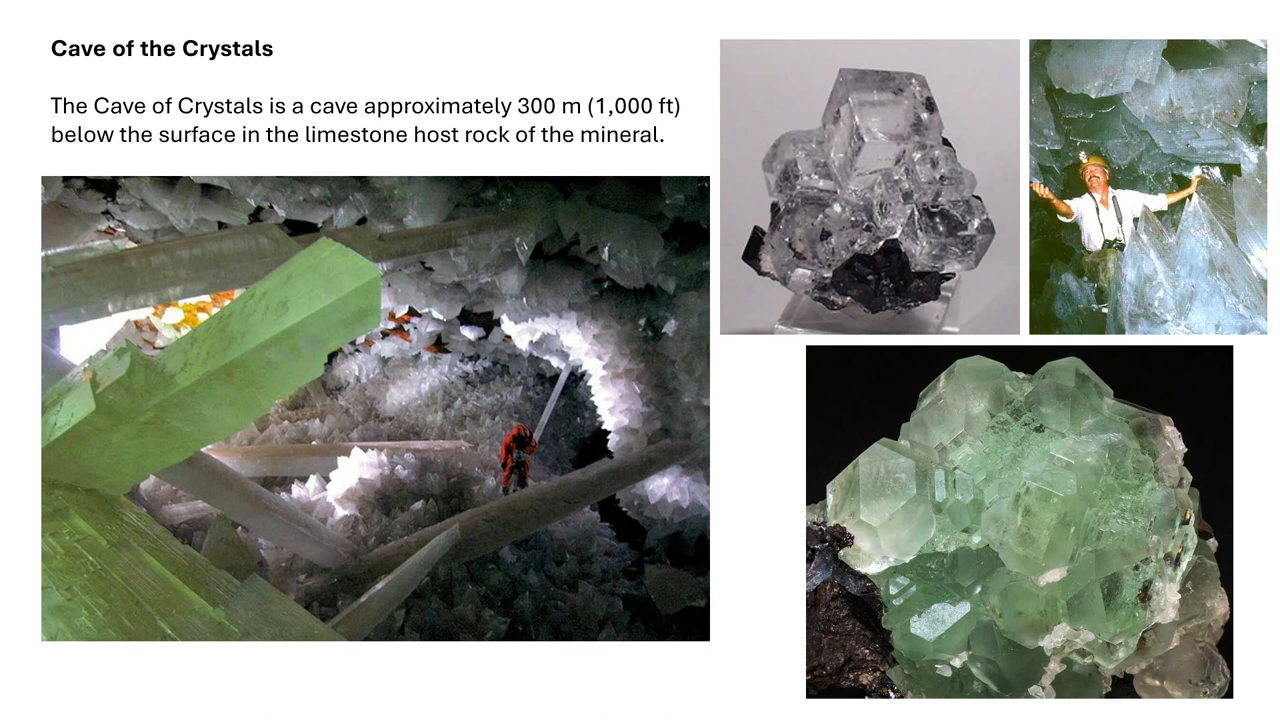 Cave of the Crystals
The Cave of Crystals is a cave approximately 300 m (1,000 ft)
below the surface in the limestone host rock of the mineral.